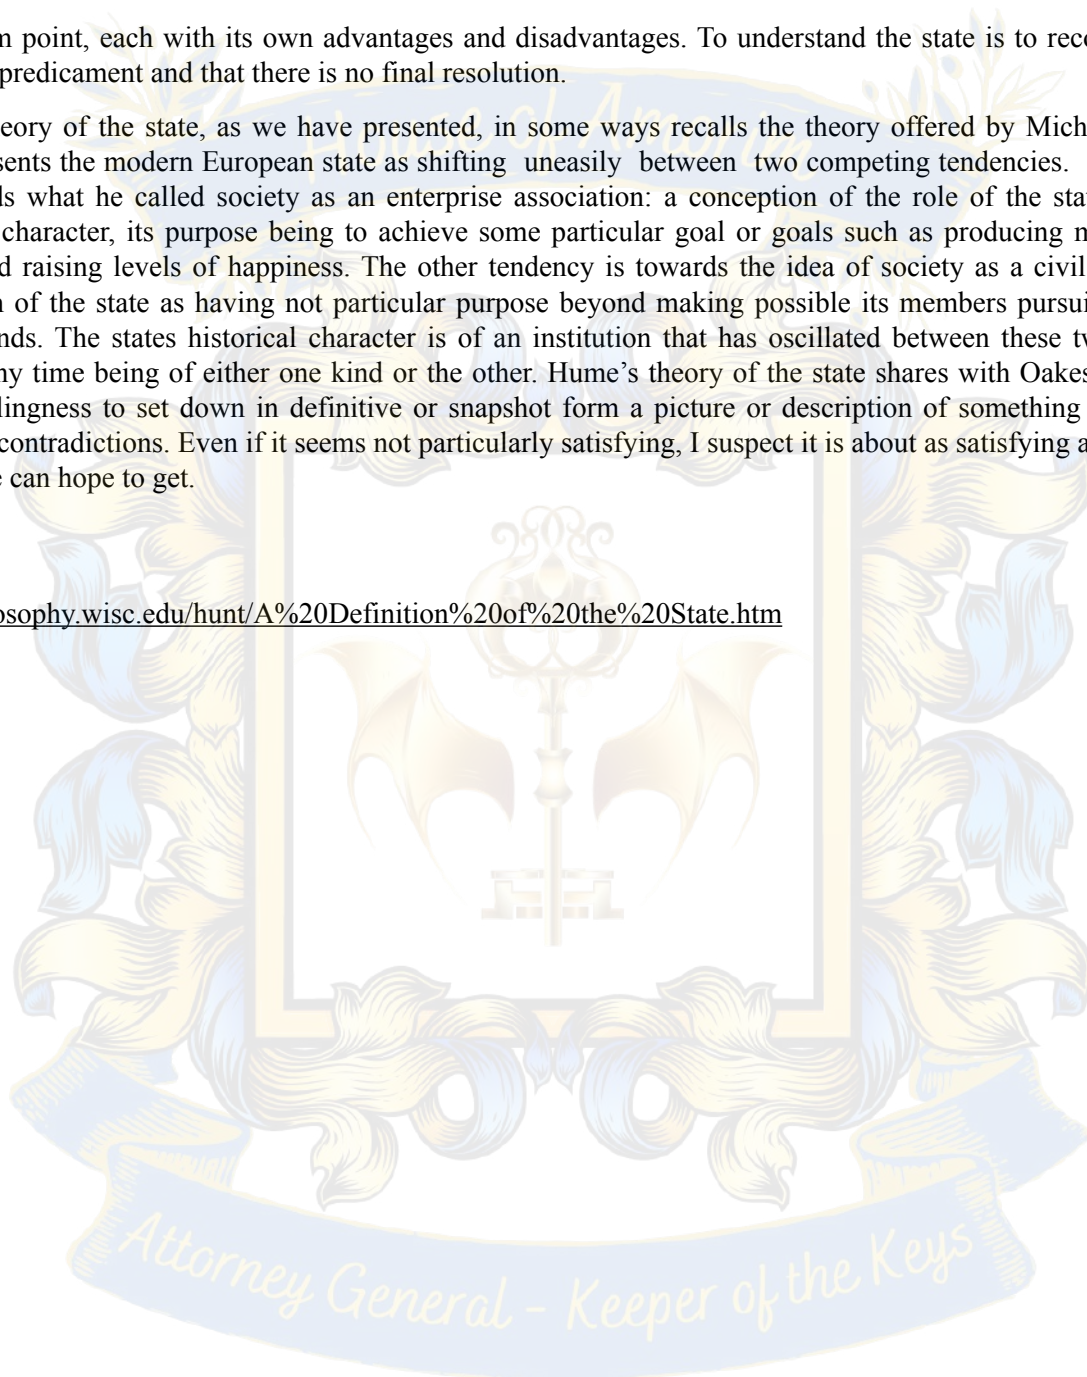 m point, each with its own advantages and disadvantages. To understand the state is to reco
predicament and that there is no final resolution.
eory of the state, as we have presented, in some ways recalls the theory offered by Mich
sents the modern European state as shifting uneasily between two competing tendencies.
ds what he called society as an enterprise association: a conception of the role of the sta
character, its purpose being to achieve some particular goal or goals such as producing m
d raising levels of happiness. The other tendency is towards the idea of society as a civil
n of the state as having not particular purpose beyond making possible its members pursui
nds. The states historical character is of an institution that has oscillated between these tw
ny time being of either one kind or the other. Hume’s theory of the state shares with Oakes
lingness to set down in definitive or snapshot form a picture or description of something
contradictions. Even if it seems not particularly satisfying, I suspect it is about as satisfying a
e can hope to get.
osophy.wisc.edu/hunt/A%20Definition%20of%20the%20State.htm
House of Amorim
Attorney General - Keeper of the Keys